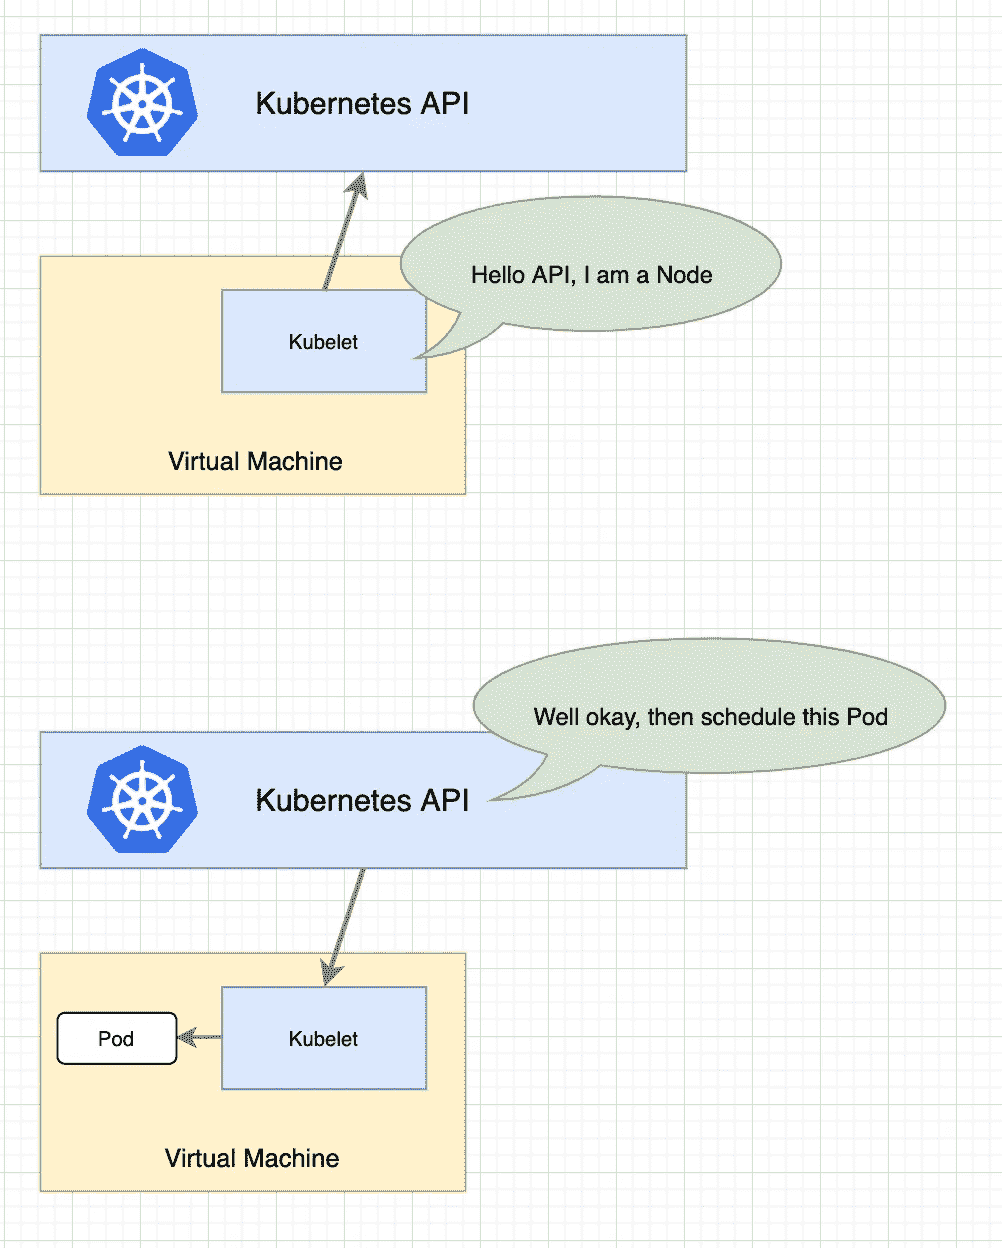 Kubernetes API
Hello API, I am a Node
Kubelet
Virtual Machine
Well okay, then schedule this Pod
Kubernetes API
Pod
Kubelet
Virtual Machine